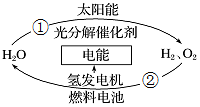 太阳能
①
光分解催化剂
H₂O
电能
H₂、O₂
氢发电机
②
燃料电池